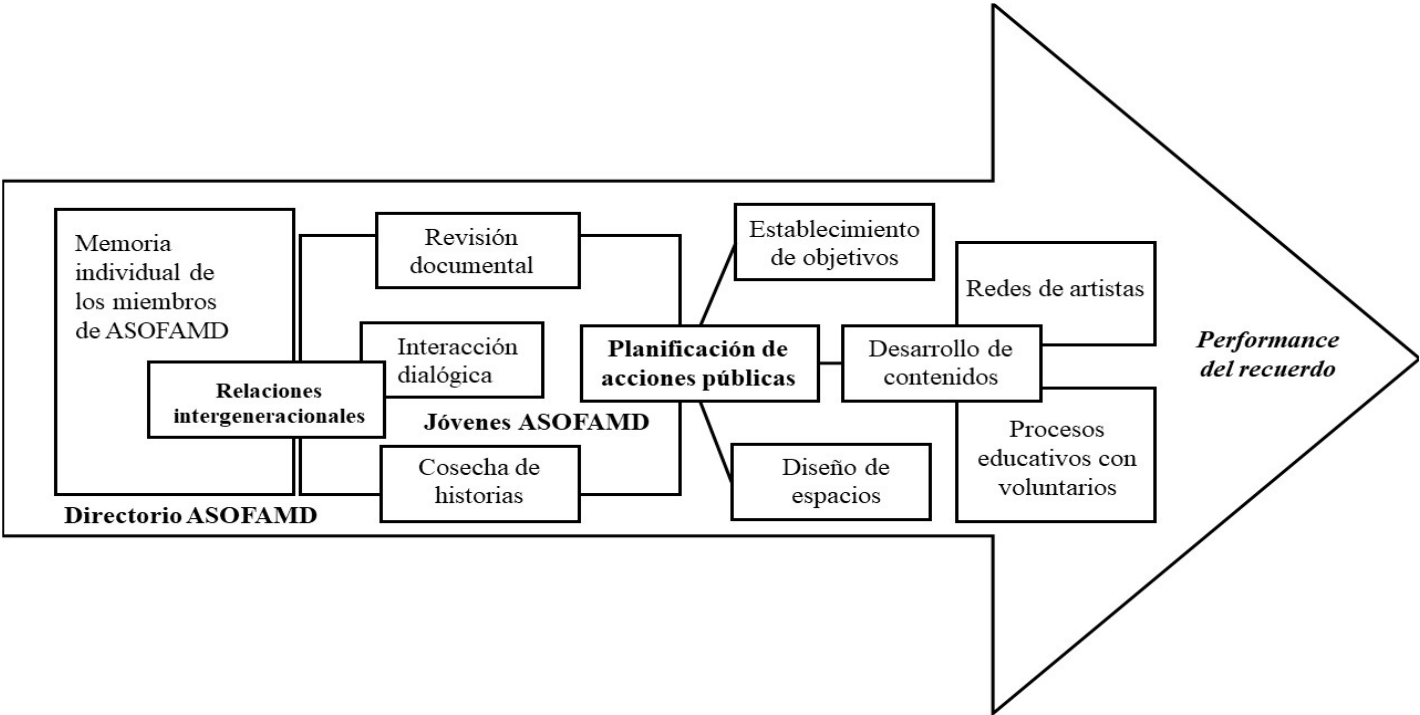 Memoria
individual de
los miembros
de ASOFAMD
Relaciones
intergeneracionales
Directorio ASOFAMD
Revisión
documental
Interacción
dialógica
Jóvenes ASOFAMD
Cosecha de
historias
Planificación de
acciones públicas
Establecimiento
de objetivos
Desarrollo de
contenidos
Diseño de
espacios
Redes de artistas
Procesos
educativos con
voluntarios
Performance
del recuerdo